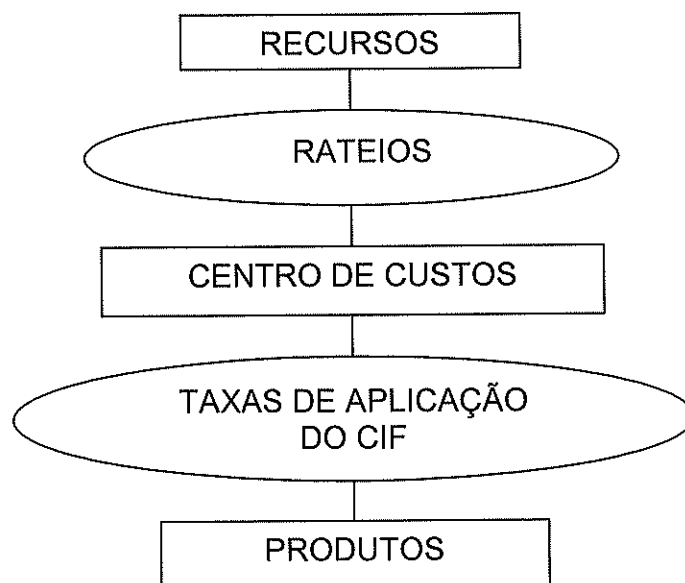 RECURSOS
RATEIOS
CENTRO DE CUSTOS
TAXAS DE APLICAÇÃO
DO CIF
PRODUTOS